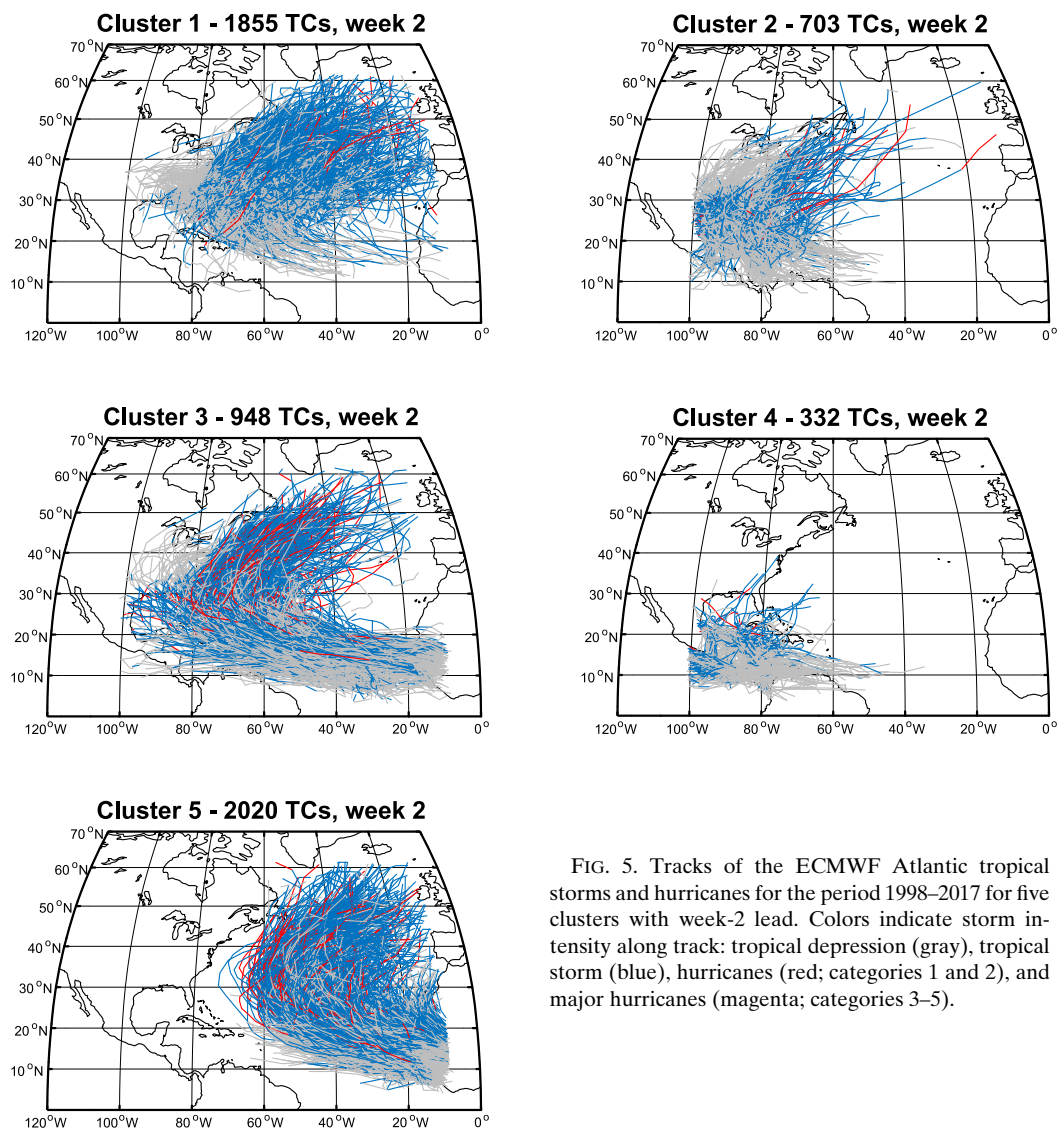 Cluster 1 - 1855 TCs, week 2
70°N
60°N
50°N
40°N
30°N
20°N
10°N
120°W 100°W 80°W 60°W 40°W 20°W 0°
Cluster 2 - 703 TCs, week 2
70°N
60°N
50°N
40°N
30°N
20°N
10°N
120°W 100°W 80°W 60°W 40°W 20°W 0°
Cluster 3 - 948 TCs, week 2
70°N
60°N
50°N
40°N
30°N
20°N
10°N
120°W 100°W 80°W 60°W 40°W 20°W 0°
Cluster 4 - 332 TCs, week 2
70°N
60°N
50°N
40°N
30°N
20°N
10°N
120°W 100°W 80°W 60°W 40°W 20°W 0°
Cluster 5 - 2020 TCs, week 2
70°N
60°N
50°N
40°N
30°N
20°N
10°N
120°W 100°W 80°W 60°W 40°W 20°W 0°
FIG. 5. Tracks of the ECMWF Atlantic tropical
storms and hurricanes for the period 1998–2017 for five
clusters with week-2 lead. Colors indicate storm in-
tensity along track: tropical depression (gray), tropical
storm (blue), hurricanes (red; categories 1 and 2), and
major hurricanes (magenta; categories 3–5).